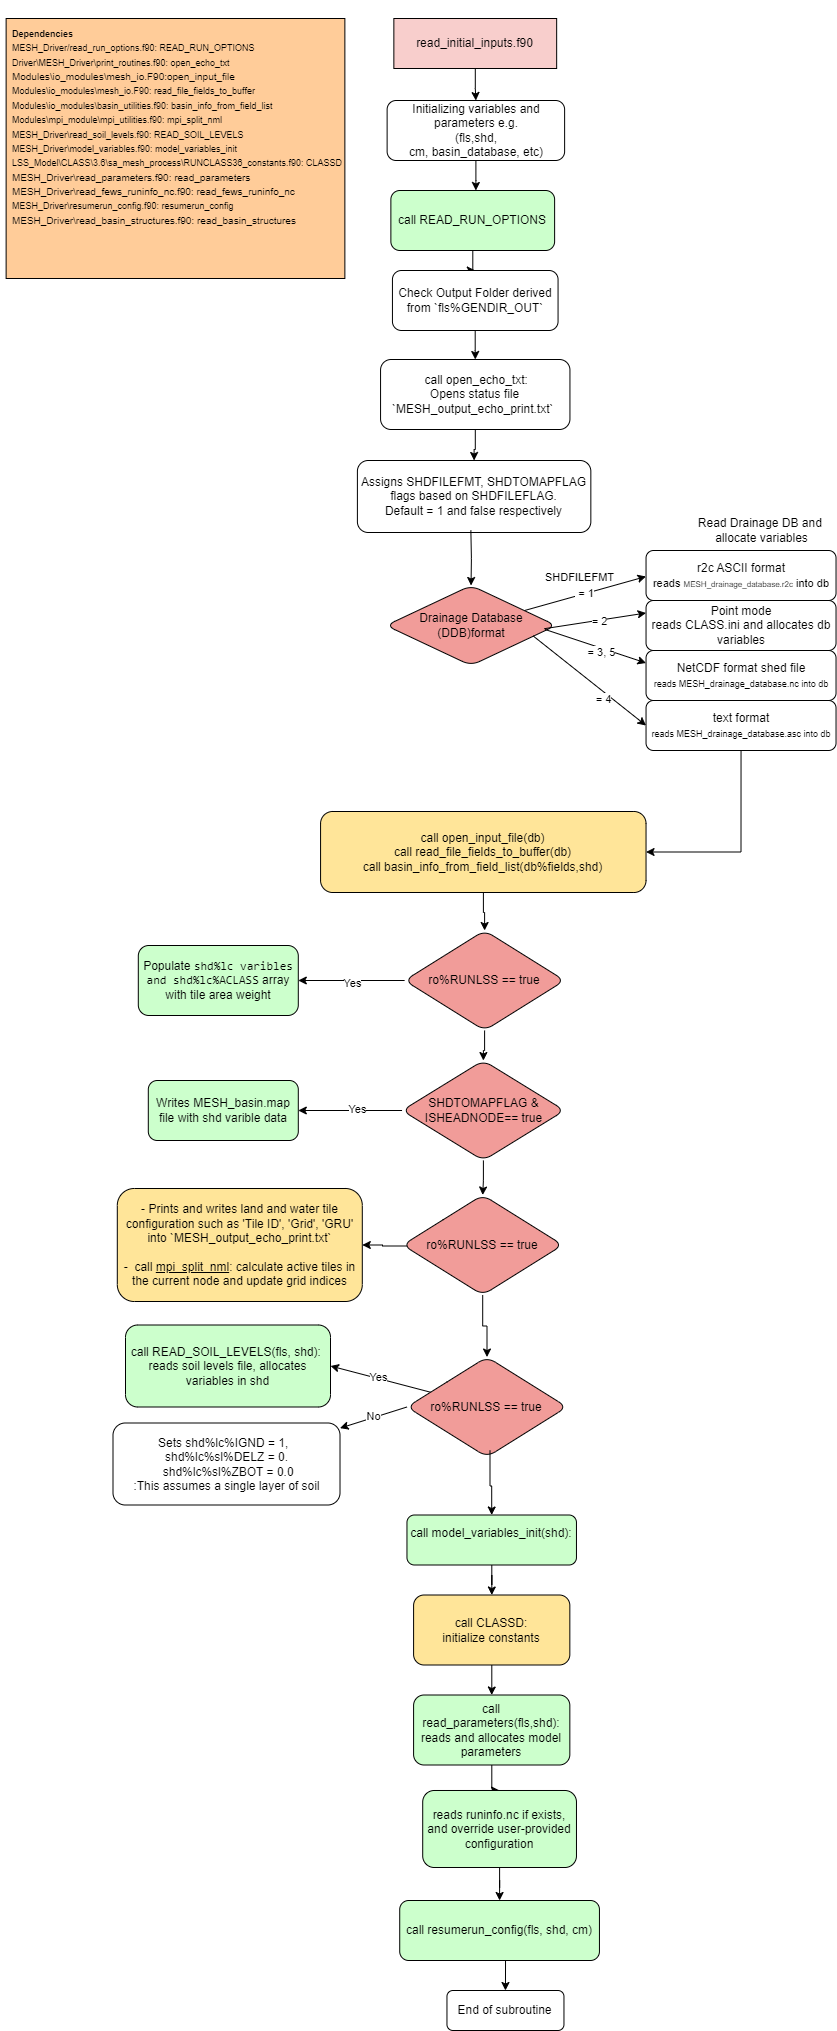 Dependencies
MESH_Driver/read_run_options.f90: READ_RUN_OPTIONS
Driver\MESH_Driver\print_routines.f90: open_echo_txt
Modules\io_modules\mesh_io.F90:open_input_file
Modules\io_modules\mesh_io.F90: read_file_fields_to_buffer
Modules\io_modules\basin_utilities.f90: basin_info_from_field_list
Modules\mpi_module\mpi_utilities.f90: mpi_split_nml
MESH_Driver\read_soil_levels.f90: READ_SOIL_LEVELS
MESH_Driver\model_variables.f90: model_variables_init
LSS_Model\CLASS\3.6\sa_mesh_process\RUNCLASS36_constants.f90: CLASSD
MESH_Driver\read_parameters.f90: read_parameters
MESH_Driver\read_fews_runinfo_nc.f90: read_fews_runinfo_nc
MESH_Driver\resumerun_config.f90: resumerun_config
MESH_Driver\read_basin_structures.f90: read_basin_structures
read_initial_inputs.f90
Initializing variables and
parameters e.g.
(fls,shd,
cm, basin_database, etc)
call READ_RUN_OPTIONS
Check Output Folder derived
from `fls%GENDIR_OUT`
call open_echo_txt:
Opens status file
`MESH_output_echo_print.txt`
Assigns SHDFILEFMT, SHDTOMAPFLAG
flags based on SHDFILEFLAG.
Default = 1 and false respectively
Drainage Database
(DDB)format
SHDFILEFMT
= 1
= 2
= 3, 5
= 4
Read Drainage DB and
allocate variables
r2c ASCII format
reads MESH_drainage_database.r2c into db
Point mode
reads CLASS.ini and allocates db
variables
NetCDF format shed file
reads MESH_drainage_database.nc into db
text format
reads MESH_drainage_database.asc into db
call open_input_file(db)
call read_file_fields_to_buffer(db)
call basin_info_from_field_list(db%fields,shd)
ro%RUNLSS == true
Yes
Populate shd%lc varibles
and shd%lc%ACLASS array
with tile area weight
SHDTOMAPFLAG &
ISHEADNODE== true
Yes
Writes MESH_basin.map
file with shd varible data
ro%RUNLSS == true
- Prints and writes land and water tile
configuration such as 'Tile ID', 'Grid', 'GRU'
into `MESH_output_echo_print.txt`
- call mpi_split_nml: calculate active tiles in
the current node and update grid indices
ro%RUNLSS == true
Yes
call READ_SOIL_LEVELS(fls, shd):
reads soil levels file, allocates
variables in shd
No
Sets shd%lc%IGND = 1,
shd%lc%sl%DELZ = 0.
shd%lc%sl%ZBOT = 0.0
:This assumes a single layer of soil
call model_variables_init(shd):
call CLASSD:
initialize constants
call
read_parameters(fls,shd):
reads and allocates model
parameters
reads runinfo.nc if exists,
and override user-provided
configuration
call resumerun_config(fls, shd, cm)
End of subroutine